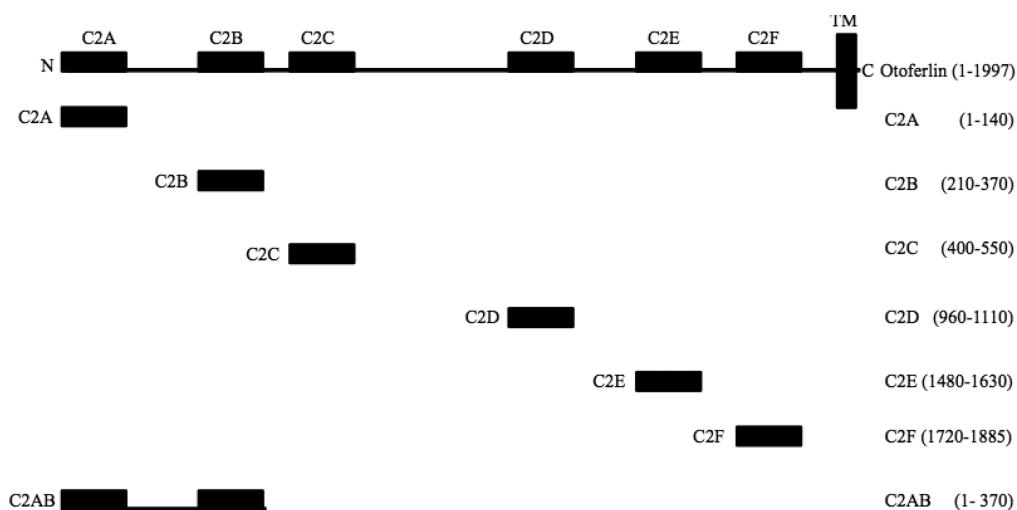 TM
C2A C2B C2C C2D C2E C2F
N C Otoferlin (1-1997)
C2A C2A (1-140)
C2B C2B (210-370)
C2C C2C (400-550)
C2D C2D (960-1110)
C2E C2E (1480-1630)
C2F C2F (1720-1885)
C2AB C2AB (1- 370)